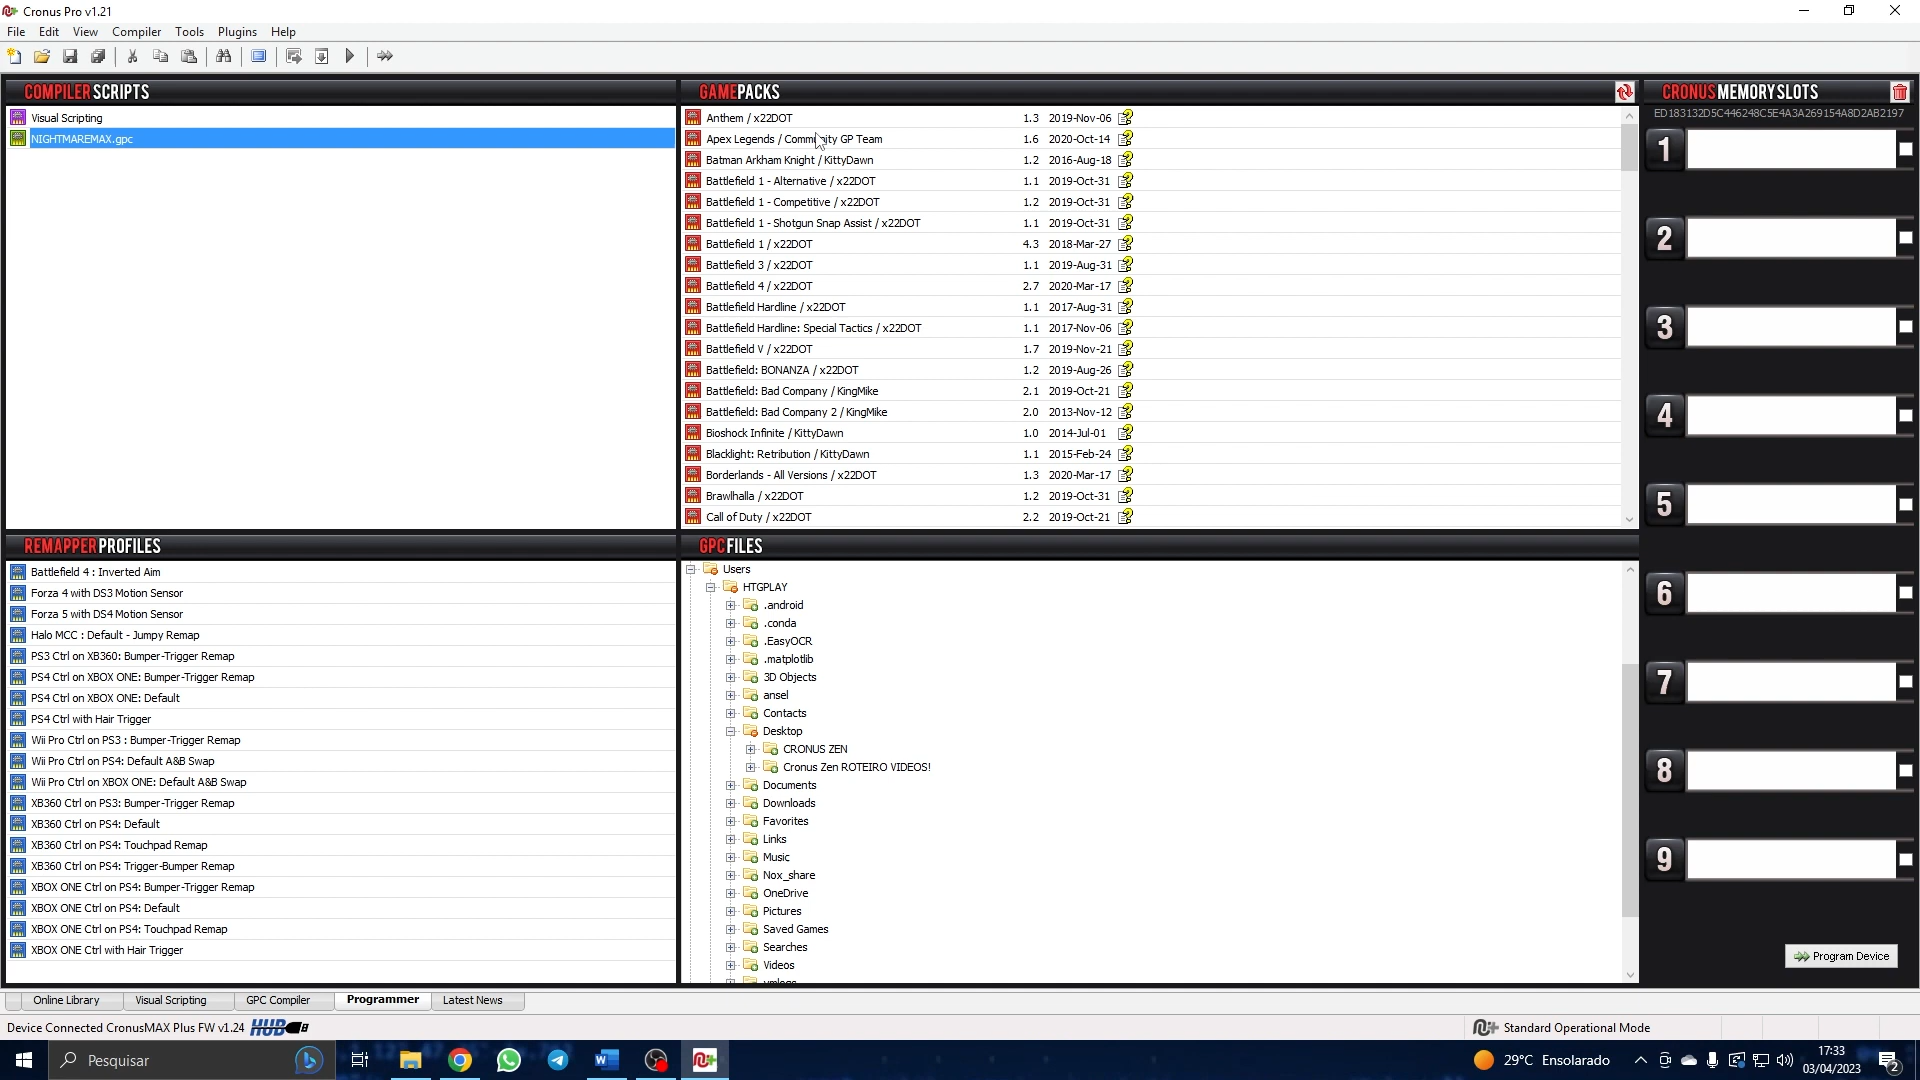 Cronus Pro v1.21
File Edit View Compiler Tools Plugins Help
COMPILER SCRIPTS
Visual Scripting
NIGHTMAREMAX.gpc
GAMEPACKS
Anthem / x22DOT 1.3 2019-Nov-06
Apex Legends / Community GP Team 1.6 2020-Oct-14
Batman Arkham Knight / KittyDawn 1.2 2016-Aug-18
Battlefield 1 - Alternative / x22DOT 1.1 2019-Oct-31
Battlefield 1 - Competitive / x22DOT 1.2 2019-Oct-31
Battlefield 1 - Shotgun Snap Assist / x22DOT 1.1 2019-Oct-31
Battlefield 1 / x22DOT 4.3 2018-Mar-27
Battlefield 3 / x22DOT 1.1 2019-Aug-31
Battlefield 4 / x22DOT 2.7 2020-Mar-17
Battlefield Hardline / x22DOT 1.1 2017-Aug-31
Battlefield Hardline: Special Tactics / x22DOT 1.1 2017-Nov-06
Battlefield V / x22DOT 1.7 2019-Nov-21
Battlefield: BONANZA / x22DOT 1.2 2019-Aug-26
Battlefield: Bad Company / KingMike 2.1 2019-Oct-21
Battlefield: Bad Company 2 / KingMike 2.0 2013-Nov-12
Bioshock Infinite / KittyDawn 1.0 2014-Jul-01
Blacklight: Retribution / KittyDawn 1.1 2015-Feb-24
Borderlands - All Versions / x22DOT 1.3 2020-Mar-17
Brawlhalla / x22DOT 1.2 2019-Oct-31
Call of Duty / x22DOT 2.2 2019-Oct-21
CRONUS MEMORY SLOTS
ED183132D5C446248C5E4A3A269154A8D2AB2197
1
2
3
4
5
6
7
8
9
Program Device
REMAPPER PROFILES
Battlefield 4 : Inverted Aim
Forza 4 with DS3 Motion Sensor
Forza 5 with DS4 Motion Sensor
Halo MCC : Default - Jumpy Remap
PS3 Ctrl on XB360: Bumper-Trigger Remap
PS4 Ctrl on XBOX ONE: Bumper-Trigger Remap
PS4 Ctrl on XBOX ONE: Default
PS4 Ctrl with Hair Trigger
Wii Pro Ctrl on PS3 : Bumper-Trigger Remap
Wii Pro Ctrl on PS4: Default A&B Swap
Wii Pro Ctrl on XBOX ONE: Default A&B Swap
XB360 Ctrl on PS3: Bumper-Trigger Remap
XB360 Ctrl on PS4: Default
XB360 Ctrl on PS4: Touchpad Remap
XB360 Ctrl on PS4: Trigger-Bumper Remap
XBOX ONE Ctrl on PS4: Bumper-Trigger Remap
XBOX ONE Ctrl on PS4: Default
XBOX ONE Ctrl on PS4: Touchpad Remap
XBOX ONE Ctrl with Hair Trigger
GPC FILES
Users
HTGPLAY
.android
.conda
.EasyOCR
.matplotlib
3D Objects
ansel
Contacts
Desktop
CRONUS ZEN
Cronus Zen ROTEIRO VIDEOS!
Documents
Downloads
Favorites
Links
Music
Nox_share
OneDrive
Pictures
Saved Games
Searches
Videos
Online Library Visual Scripting GPC Compiler Programmer Latest News
Device Connected CronusMAX Plus FW v1.24 HUB
Standard Operational Mode
Pesquisar
29°C Ensolarado
17:33
03/04/2023
2